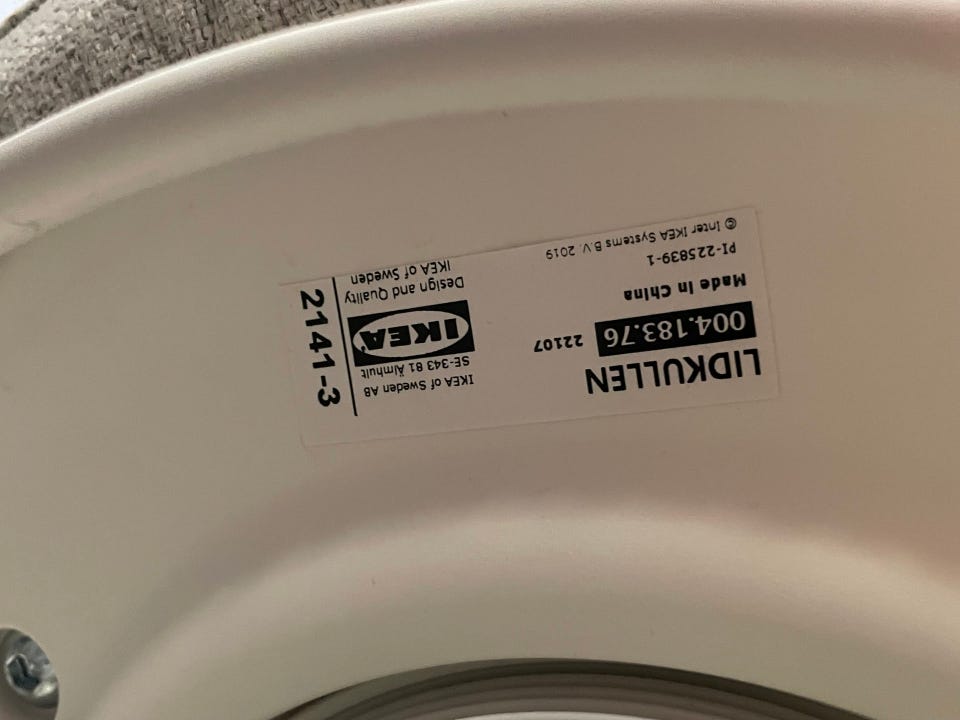 LIDKULLEN
004.183.76 22107
Made in China
PI-225839-1
© Inter IKEA Systems B.V. 2019
IKEA of Sweden AB
SE-343 81 Älmhult
IKEA
Design and Quality
IKEA of Sweden
2141-3